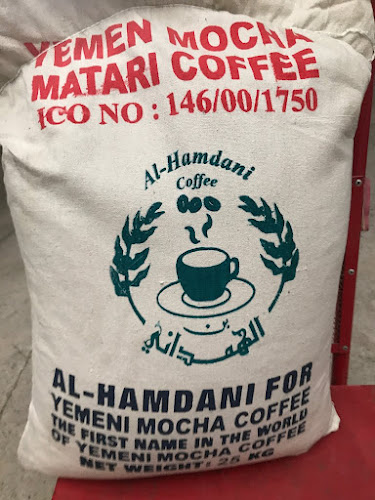 YEMEN MOCHA
MATARI COFFEE
ICO NO : 146/00/1750
Al-Hamdani
Coffee
بن
الهمداني
AL-HAMDANI FOR
YEMENI MOCHA COFFEE
THE FIRST NAME IN THE WORLD
OF YEMENI MOCHA COFFEE
NET WEIGHT: 25 KG